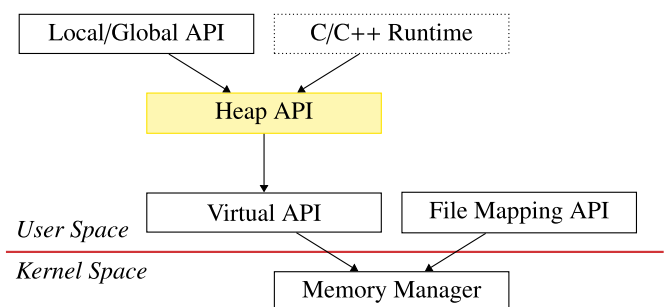 Local/Global API
C/C++ Runtime
Heap API
Virtual API
File Mapping API
User Space
Kernel Space
Memory Manager